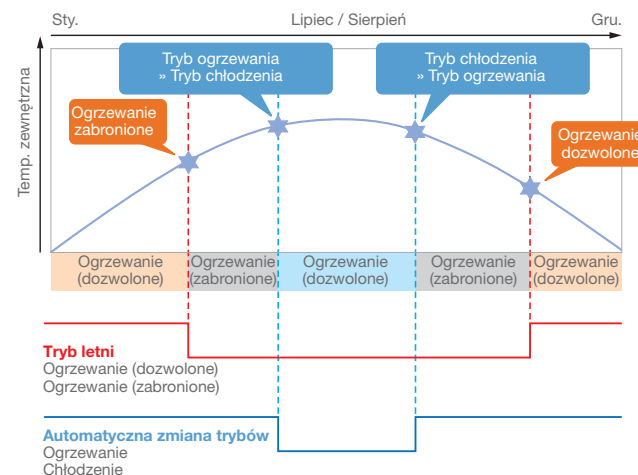 Sty.
Lipiec / Sierpień
Gru.
Temp. zewnętrzna
Tryb ogrzewania
» Tryb chłodzenia
Tryb chłodzenia
» Tryb ogrzewania
Ogrzewanie
zabronione
Ogrzewanie
dozwolone
Ogrzewanie
(dozwolone)
Ogrzewanie
(zabronione)
Ogrzewanie
(dozwolone)
Ogrzewanie
(zabronione)
Ogrzewanie
(dozwolone)
Tryb letni
Ogrzewanie (dozwolone)
Ogrzewanie (zabronione)
Automatyczna zmiana trybów
Ogrzewanie
Chłodzenie